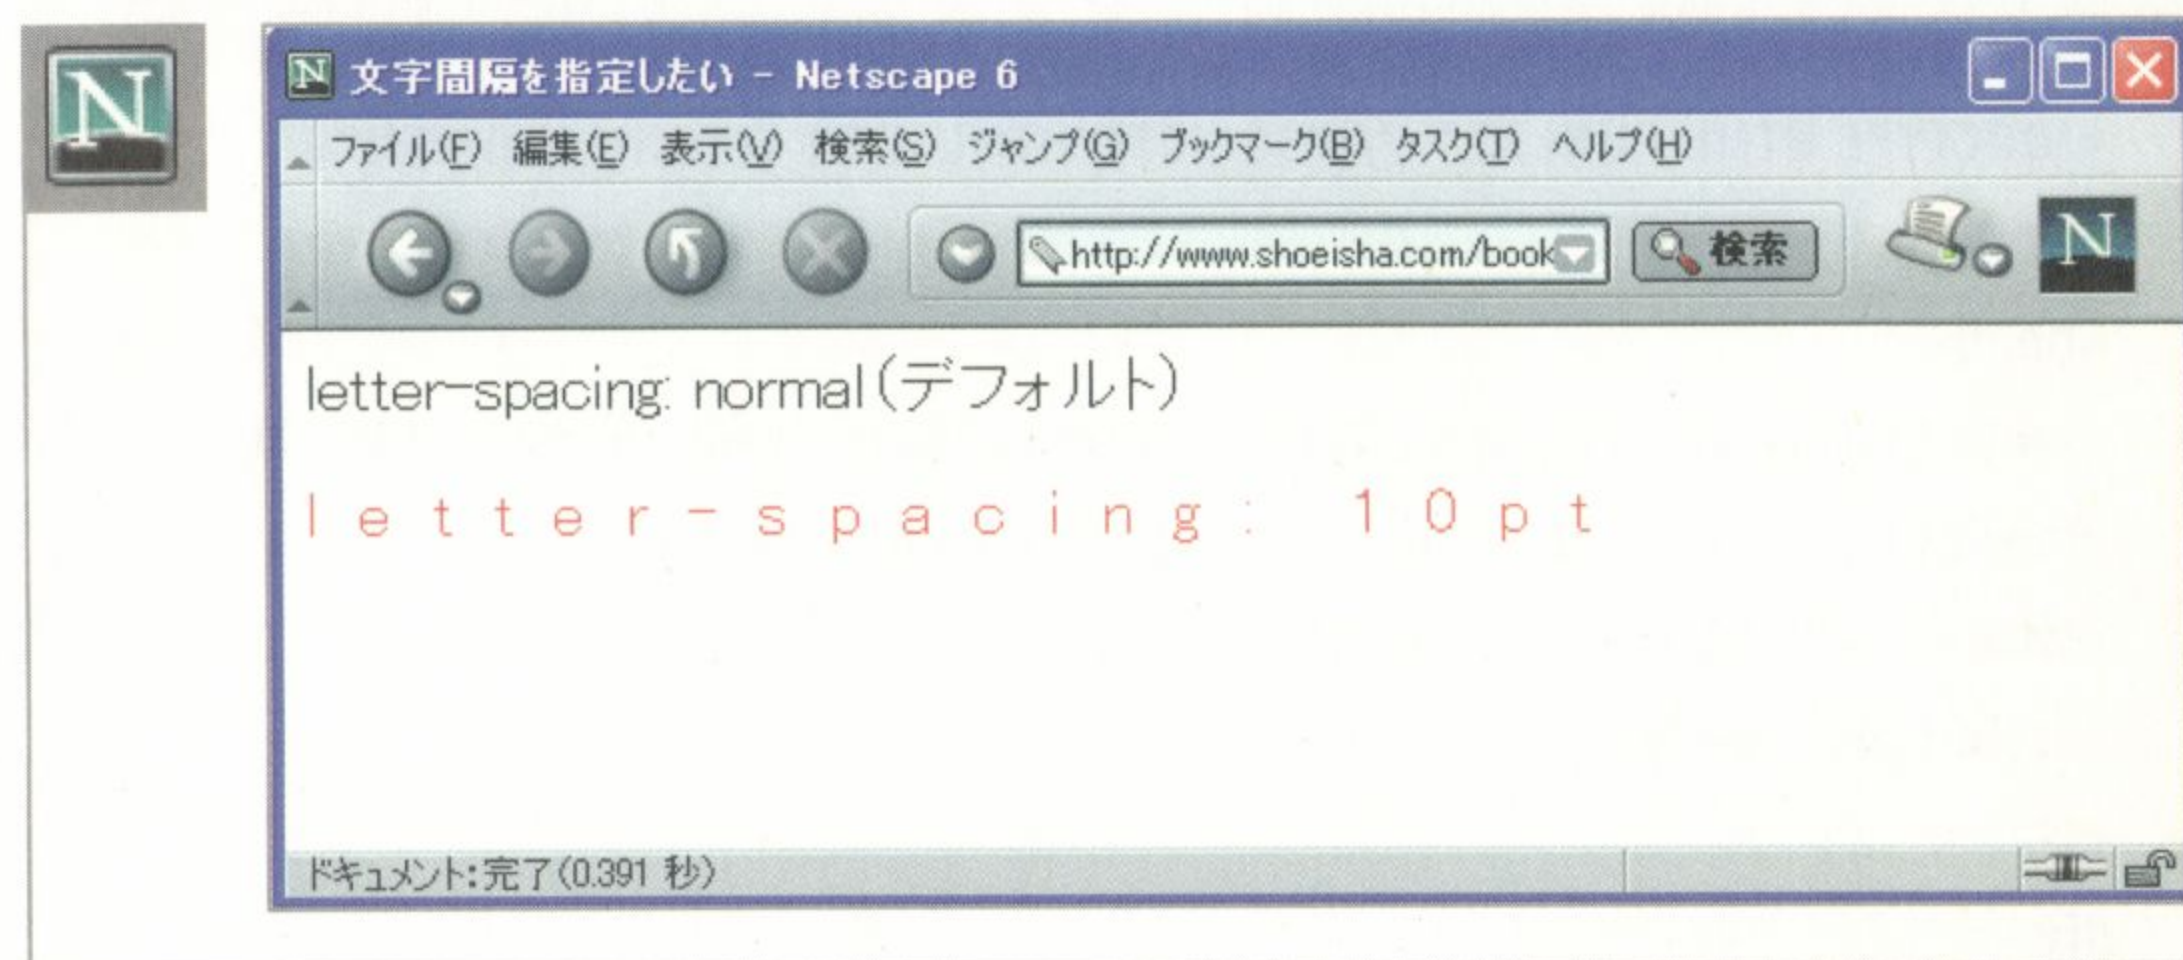 N
N 文字間隔を指定したい - Netscape 6
ファイル(F) 編集(E) 表示(V) 検索(S) ジャンプ(G) ブックマーク(B) タスク(T) ヘルプ(H)
http://www.shoeisha.com/book 検索 N
letter-spacing: normal(デフォルト)
letter-spacing: 10pt
ドキュメント:完了(0.391 秒)